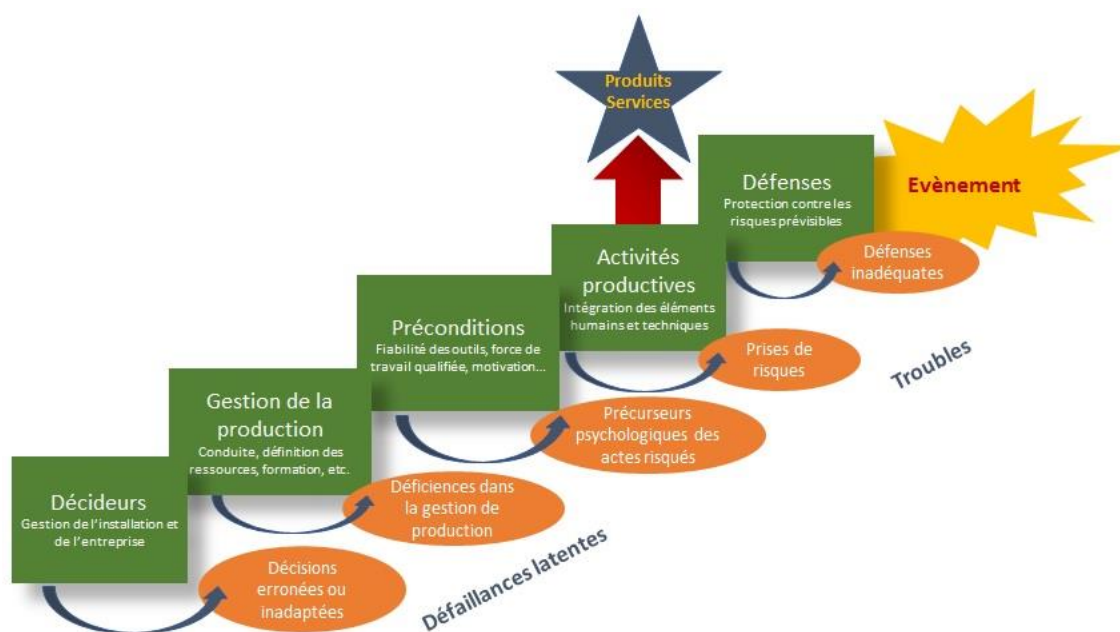 Produits
Services
Défenses
Protection contre les
risques prévisibles
Evènement
Défenses
inadéquates
Activités
productives
Intégration des éléments
humains et techniques
Prises de
risques
Troubles
Préconditions
Fiabilité des outils, force de
travail qualifiée, motivation...
Précurseurs
psychologiques des
actes risqués
Gestion de la
production
Conduite, définition des
ressources, formation, etc.
Déficiences dans
la gestion de
production
Défaillances latentes
Décideurs
Gestion de l'installation et
de l'entreprise
Décisions
erronées ou
inadaptées